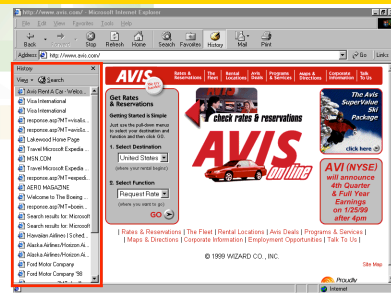 http://www.avis.com/ - Microsoft Internet Explorer
File Edit View Favorites Tools Help
Back Stop Refresh Home Search Favorites History Mail Print
Address http://www.avis.com/ Go Links
History
View Search
Avis Rent A Car - Welco...
Visa International
Visa International
response.asp?MT=visa&s...
response.asp?MT=avis&s...
Lakewood Home Page
Travel Microsoft Expedia ...
MSN.COM
Travel Microsoft Expedia ...
response.asp?MT=expedi...
AERO MAGAZINE
Welcome to The Boeing ...
response.asp?MT=boein...
Search results for: Microsoft
Search results for: Microsoft
Hawaiian Airlines | Sched...
Alaska Airlines/Horizon Ai...
Alaska Airlines/Horizon Ai...
Ford Motor Company
Ford Motor Company '98
AVIS
Rates & Reservations
The Fleet
Rental Locations
Avis Deals
Programs & Services
Maps & Directions
Corporate Information
Talk To Us
Get Rates
& Reservations
Getting Started is Simple
Just use the pull-down menus
to select your destination and
function and then click GO!
1. Select Destination
United States
(where your rental begins)
2. Select Function
Request Rate
(where you want to go)
GO
check rates & reservations
AVIS
online
The Avis
SuperValue
Ski
Package
click here
AVI (NYSE)
will announce
4th Quarter
& Full Year
Earnings
on 1/25/99
after 4pm
| Rates & Reservations | The Fleet | Rental Locations | Avis Deals | Programs & Services |
| Maps & Directions | Corporate Information | Employment Opportunities | Talk To Us |
© 1999 WIZARD CO., INC.
Site Map
Proudly
Internet